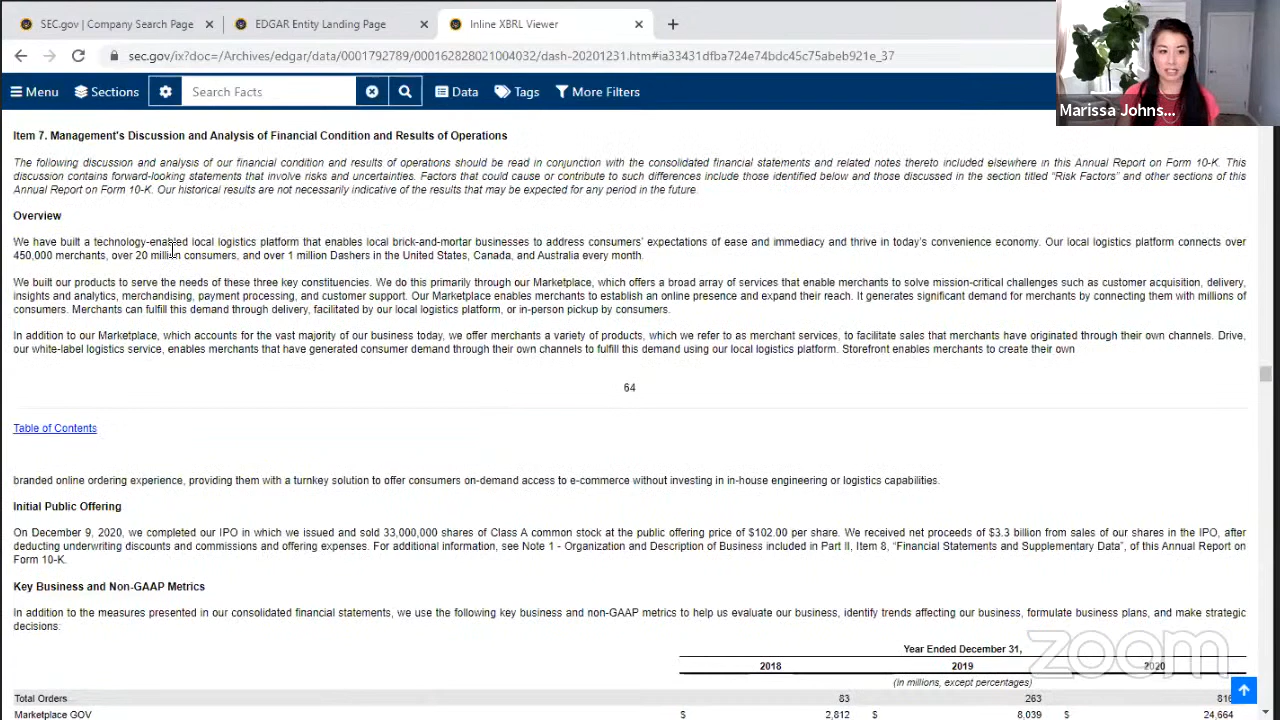 SEC.gov | Company Search Page
EDGAR Entity Landing Page
Inline XBRL Viewer
sec.gov/ix?doc=/Archives/edgar/data/0001792789/000162828021004032/dash-20201231.htm#ia33431dfba724e74bdc45c75abeb921e_37
Marissa Johns...
Menu Sections Search Facts Data Tags More Filters
Item 7. Management's Discussion and Analysis of Financial Condition and Results of Operations
The following discussion and analysis of our financial condition and results of operations should be read in conjunction with the consolidated financial statements and related notes thereto included elsewhere in this Annual Report on Form 10-K. This
discussion contains forward-looking statements that involve risks and uncertainties. Factors that could cause or contribute to such differences include those identified below and those discussed in the section titled "Risk Factors" and other sections of this
Annual Report on Form 10-K. Our historical results are not necessarily indicative of the results that may be expected for any period in the future.
Overview
We have built a technology-enabled local logistics platform that enables local brick-and-mortar businesses to address consumers' expectations of ease and immediacy and thrive in today's convenience economy. Our local logistics platform connects over
450,000 merchants, over 20 million consumers, and over 1 million Dashers in the United States, Canada, and Australia every month.
We built our products to serve the needs of these three key constituencies. We do this primarily through our Marketplace, which offers a broad array of services that enable merchants to solve mission-critical challenges such as customer acquisition, delivery,
insights and analytics, merchandising, payment processing, and customer support. Our Marketplace enables merchants to establish an online presence and expand their reach. It generates significant demand for merchants by connecting them with millions of
consumers. Merchants can fulfill this demand through delivery, facilitated by our local logistics platform, or in-person pickup by consumers.
In addition to our Marketplace, which accounts for the vast majority of our business today, we offer merchants a variety of products, which we refer to as merchant services, to facilitate sales that merchants have originated through their own channels. Drive,
our white-label logistics service, enables merchants that have generated consumer demand through their own channels to fulfill this demand using our local logistics platform. Storefront enables merchants to create their own
64
Table of Contents
branded online ordering experience, providing them with a turnkey solution to offer consumers on-demand access to e-commerce without investing in in-house engineering or logistics capabilities.
Initial Public Offering
On December 9, 2020, we completed our IPO in which we issued and sold 33,000,000 shares of Class A common stock at the public offering price of $102.00 per share. We received net proceeds of $3.3 billion from sales of our shares in the IPO, after
deducting underwriting discounts and commissions and offering expenses. For additional information, see Note 1 - Organization and Description of Business included in Part II, Item 8, "Financial Statements and Supplementary Data", of this Annual Report on
Form 10-K.
Key Business and Non-GAAP Metrics
In addition to the measures presented in our consolidated financial statements, we use the following key business and non-GAAP metrics to help us evaluate our business, identify trends affecting our business, formulate business plans, and make strategic
decisions:
Year Ended December 31,
2018 2019 2020
(in millions, except percentages)
Total Orders 83 263 816
Marketplace GOV $ 2,812 $ 8,039 $ 24,664
zoom